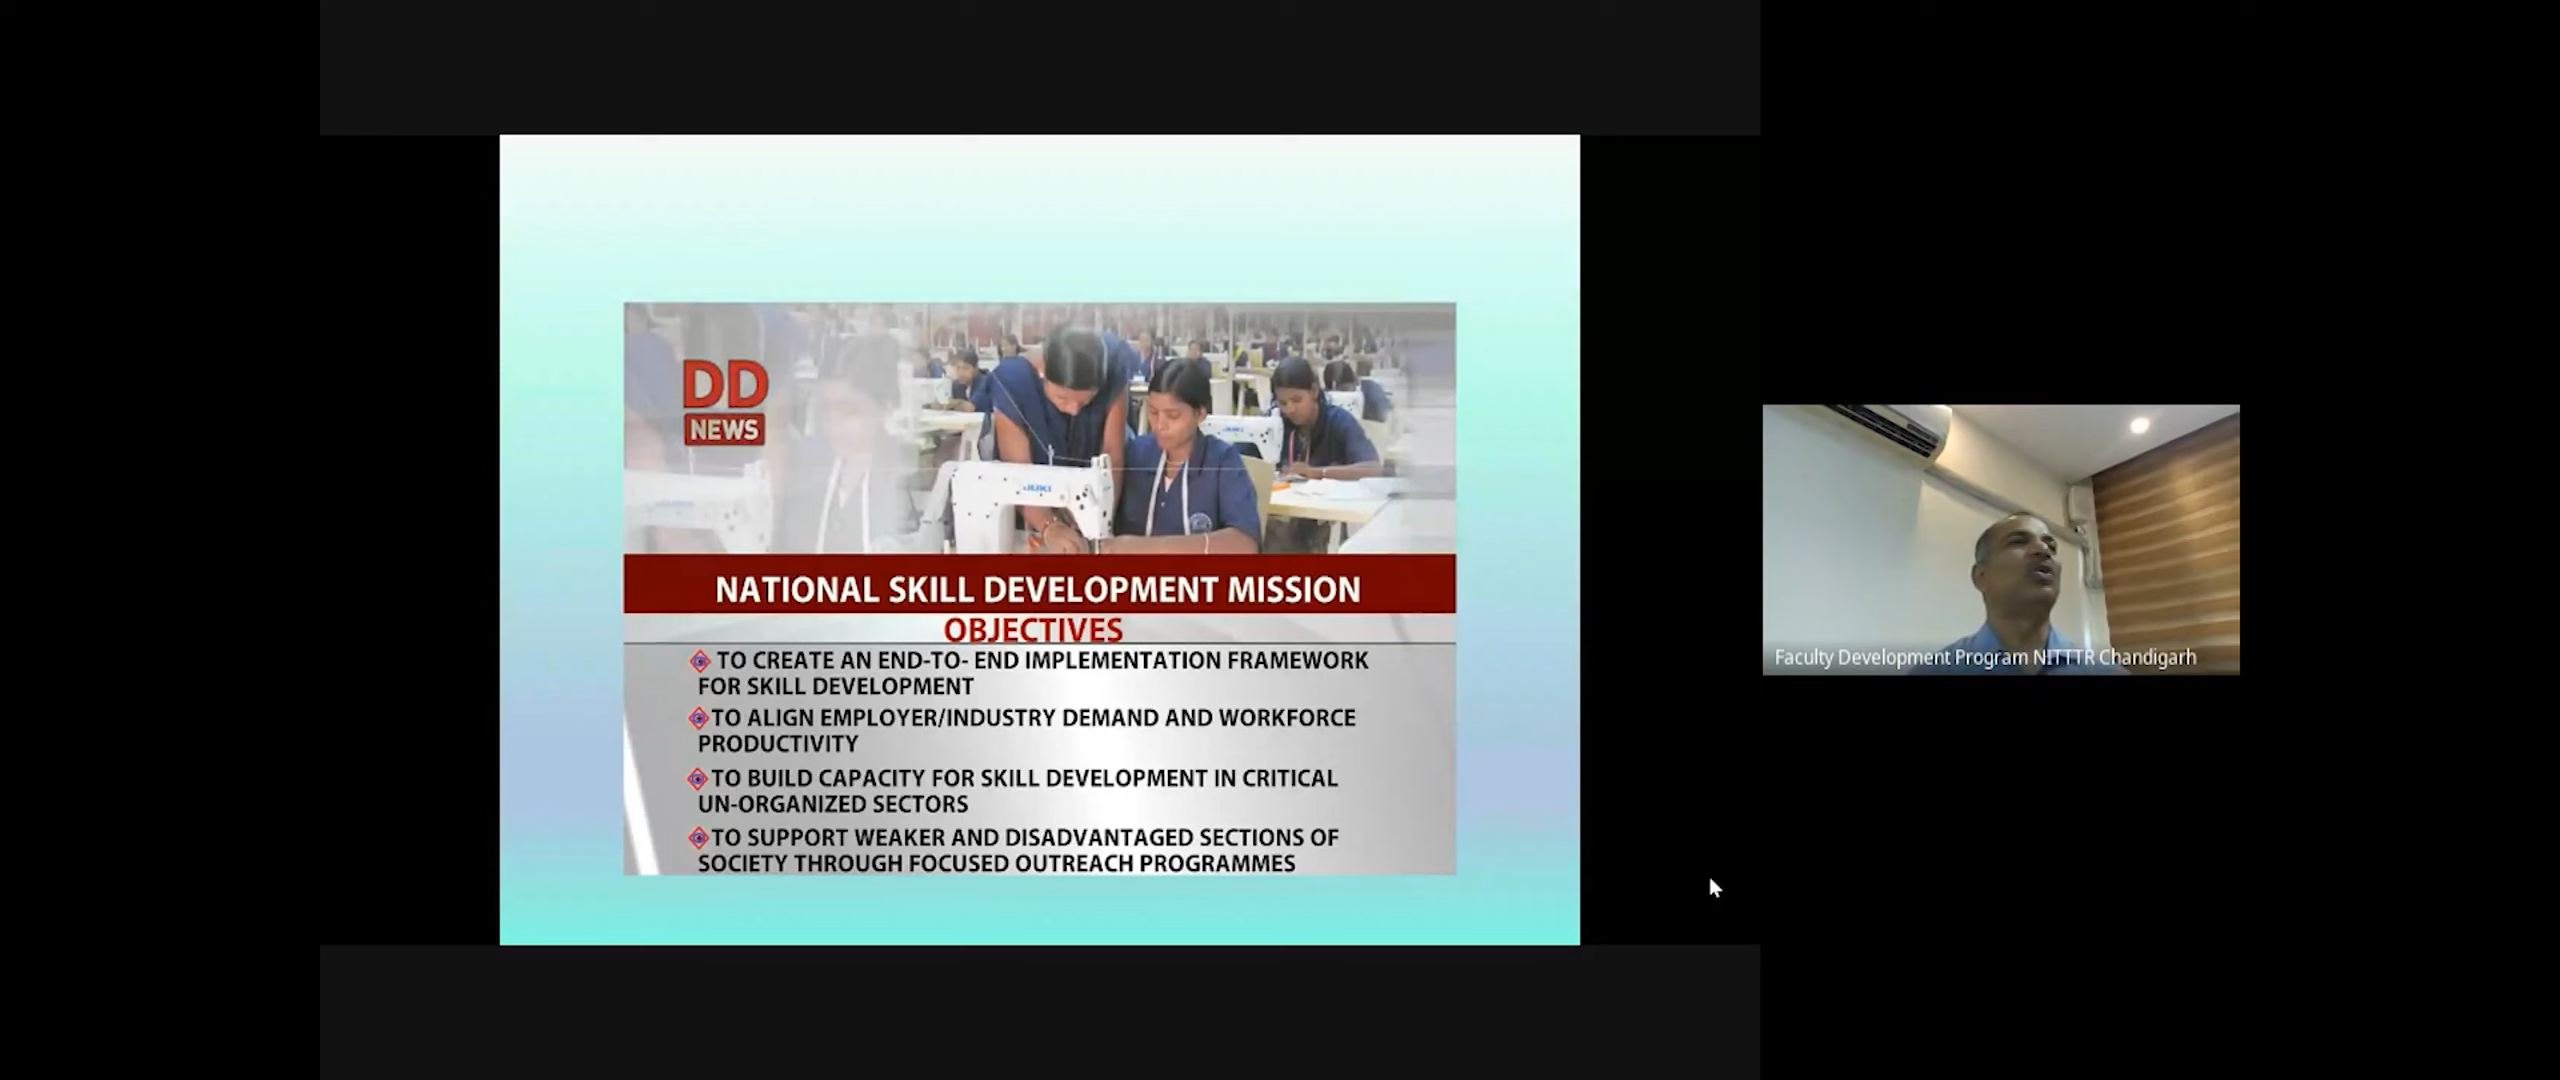 DD
NEWS
JUKI
JUKI
NATIONAL SKILL DEVELOPMENT MISSION
OBJECTIVES
TO CREATE AN END-TO- END IMPLEMENTATION FRAMEWORK
FOR SKILL DEVELOPMENT
TO ALIGN EMPLOYER/INDUSTRY DEMAND AND WORKFORCE
PRODUCTIVITY
TO BUILD CAPACITY FOR SKILL DEVELOPMENT IN CRITICAL
UN-ORGANIZED SECTORS
TO SUPPORT WEAKER AND DISADVANTAGED SECTIONS OF
SOCIETY THROUGH FOCUSED OUTREACH PROGRAMMES
Faculty Development Program NITTTR Chandigarh